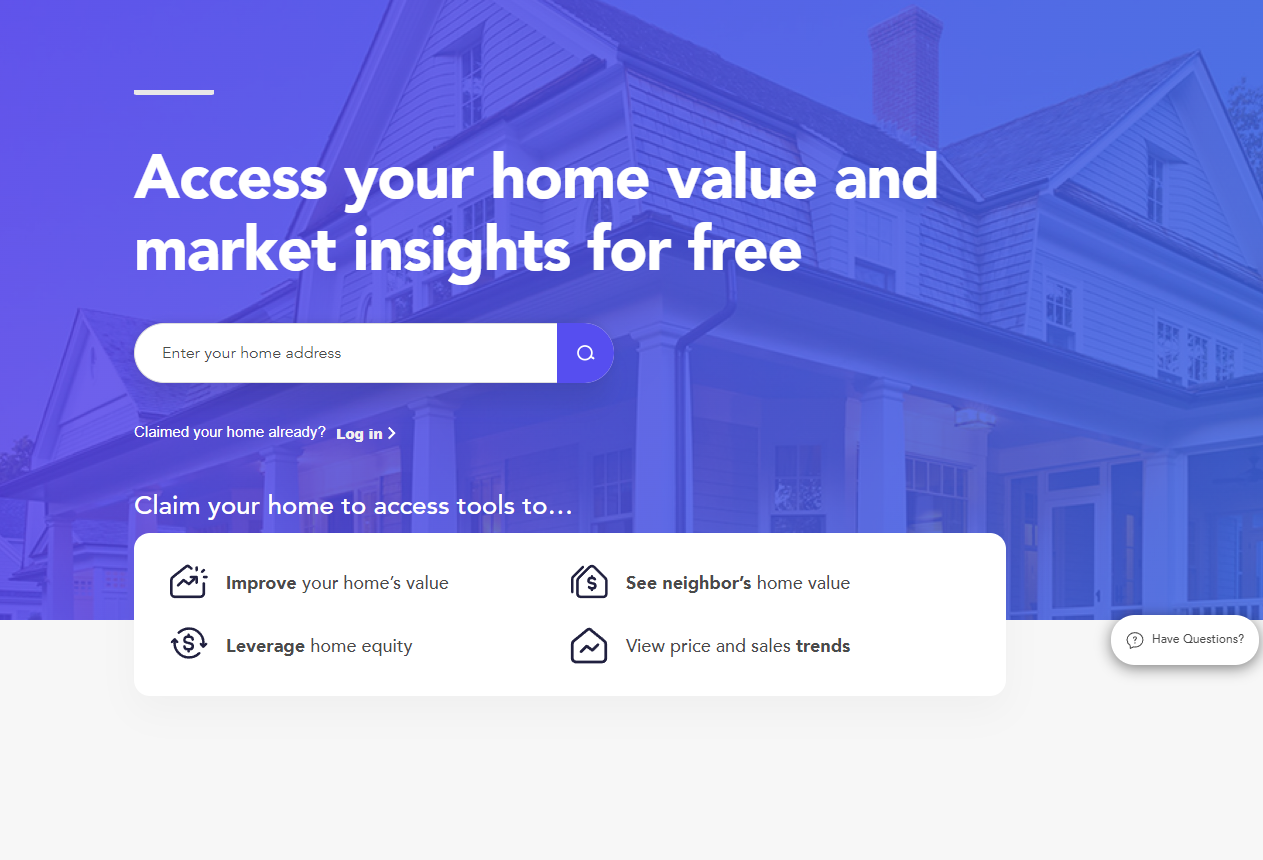 Access your home value and
market insights for free
Enter your home address
Claimed your home already? Log in
Claim your home to access tools to...
Improve your home's value
See neighbor's home value
Leverage home equity
View price and sales trends
Have Questions?